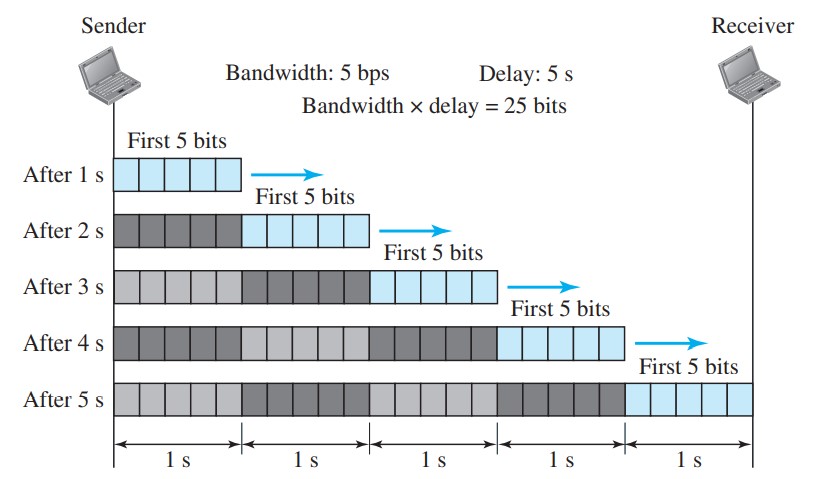 Sender
Receiver
Bandwidth: 5 bps
Delay: 5 s
Bandwidth × delay = 25 bits
First 5 bits
After 1 s
First 5 bits
After 2 s
First 5 bits
After 3 s
First 5 bits
After 4 s
First 5 bits
After 5 s
1 s
1 s
1 s
1 s
1 s